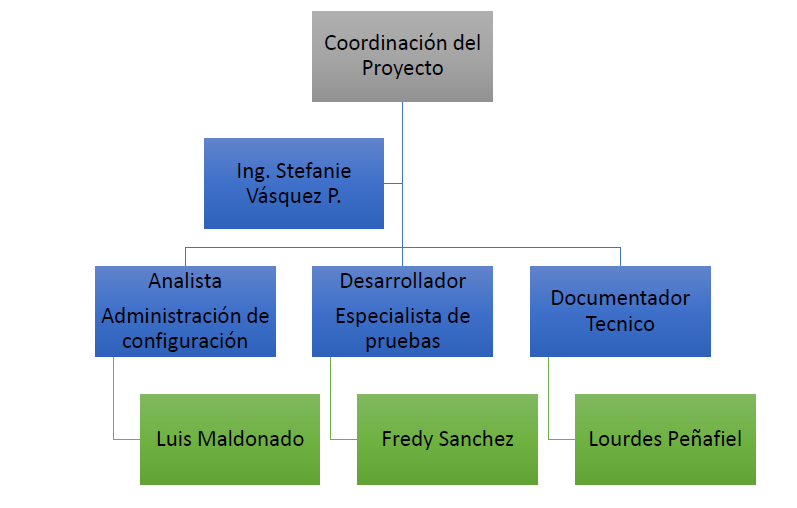 Coordinación del
Proyecto
Ing. Stefanie
Vásquez P.
Analista
Administración de
configuración
Desarrollador
Especialista de
pruebas
Documentador
Tecnico
Luis Maldonado
Fredy Sanchez
Lourdes Peñafiel